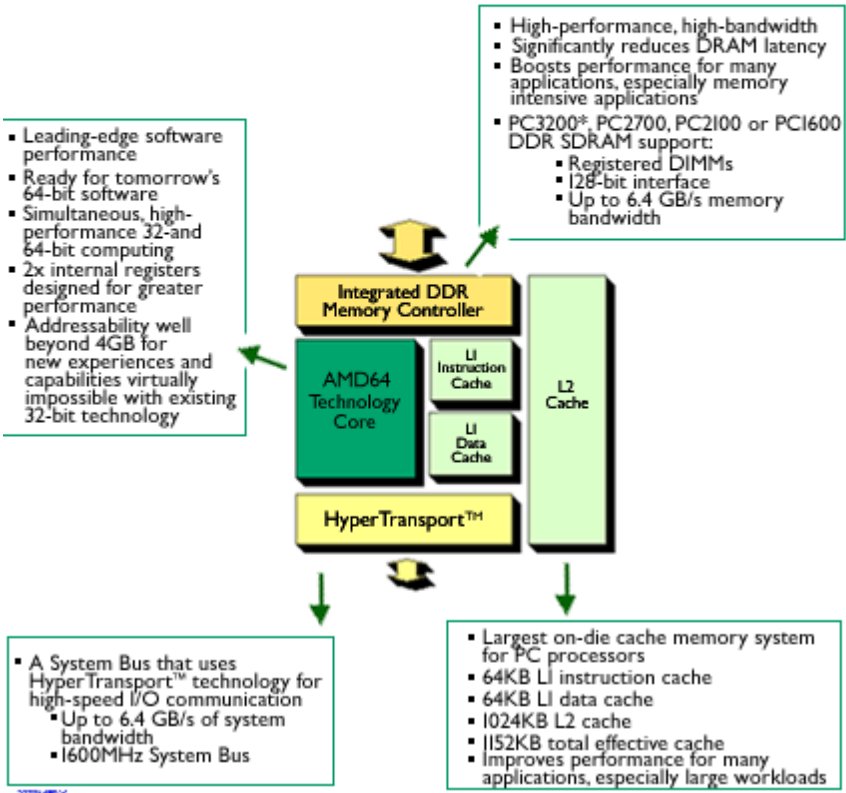 ▪ High-performance, high-bandwidth
▪ Significantly reduces DRAM latency
▪ Boosts performance for many
applications, especially memory
intensive applications
▪ PC3200*, PC2700, PC2100 or PC1600
DDR SDRAM support:
▪ Registered DIMMs
▪ 128-bit interface
▪ Up to 6.4 GB/s memory
bandwidth
▪ Leading-edge software
performance
▪ Ready for tomorrow's
64-bit software
▪ Simultaneous, high-
performance 32-and
64-bit computing
▪ 2x internal registers
designed for greater
performance
▪ Addressability well
beyond 4GB for
new experiences and
capabilities virtually
impossible with existing
32-bit technology
Integrated DDR
Memory Controller
AMD64
Technology
Core
L1
Instruction
Cache
L1
Data
Cache
L2
Cache
HyperTransport™
▪ A System Bus that uses
HyperTransport™ technology for
high-speed I/O communication
▪ Up to 6.4 GB/s of system
bandwidth
▪ 1600MHz System Bus
▪ Largest on-die cache memory system
for PC processors
▪ 64KB L1 instruction cache
▪ 64KB L1 data cache
▪ 1024KB L2 cache
▪ 1152KB total effective cache
▪ Improves performance for many
applications, especially large workloads